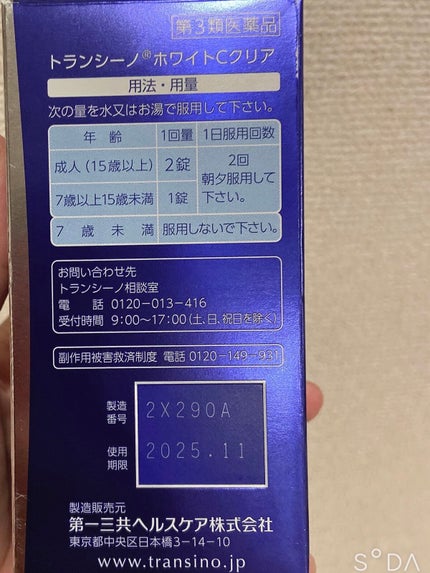 第3類医薬品
トランシーノ®ホワイトCクリア
用法・用量
次の量を水又はお湯で服用して下さい。
年齢 1回量 1日服用回数
成人(15歳以上) 2錠 2回
朝夕服用して
7歳以上15歳未満 1錠 下さい。
7歳未満 服用しないで下さい。
お問い合わせ先
トランシーノ相談室
電話 0120-013-416
受付時間 9:00〜17:00(土、日、祝日を除く)
副作用被害救済制度 電話 0120-149-931
製造番号 2X290A
使用期限 2025.11
製造販売元
第一三共ヘルスケア株式会社
東京都中央区日本橋3-14-10
www.transino.jp
SODA